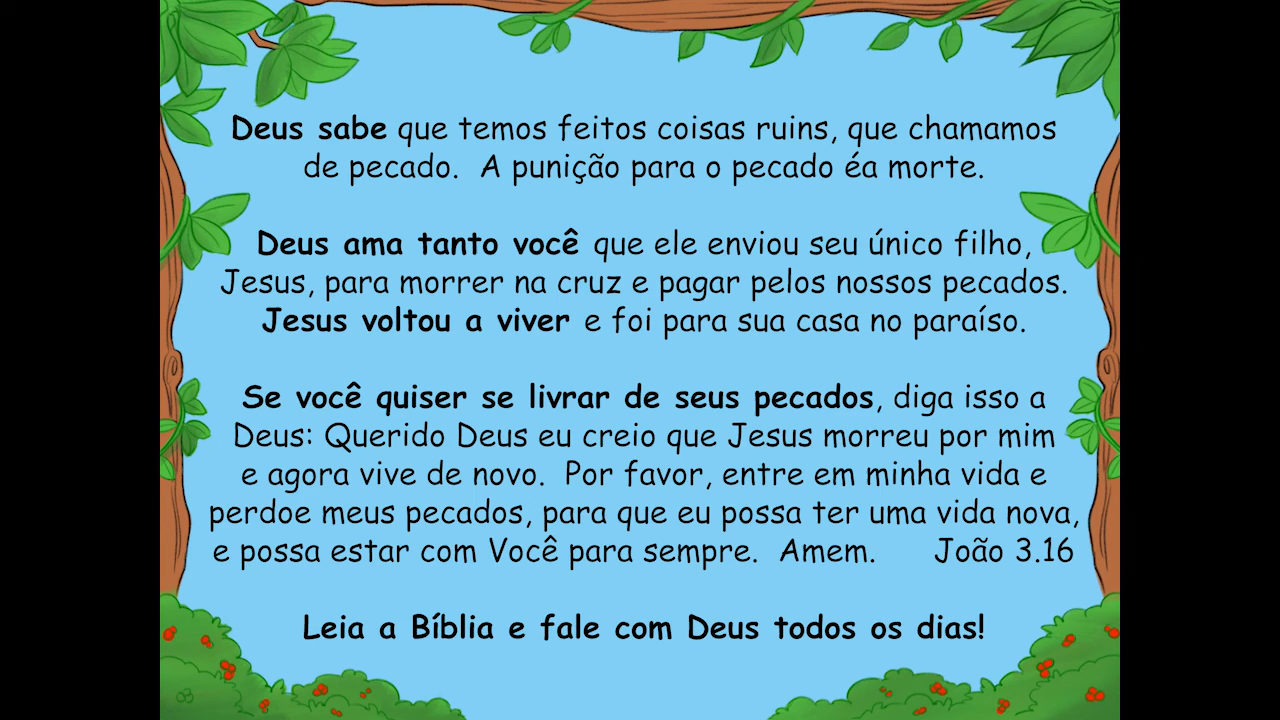 Deus sabe que temos feitos coisas ruins, que chamamos
de pecado. A punição para o pecado éa morte.
Deus ama tanto você que ele enviou seu único filho,
Jesus, para morrer na cruz e pagar pelos nossos pecados.
Jesus voltou a viver e foi para sua casa no paraíso.
Se você quiser se livrar de seus pecados, diga isso a
Deus: Querido Deus eu creio que Jesus morreu por mim
e agora vive de novo. Por favor, entre em minha vida e
perdoe meus pecados, para que eu possa ter uma vida nova,
e possa estar com Você para sempre. Amem. João 3.16
Leia a Bíblia e fale com Deus todos os dias!